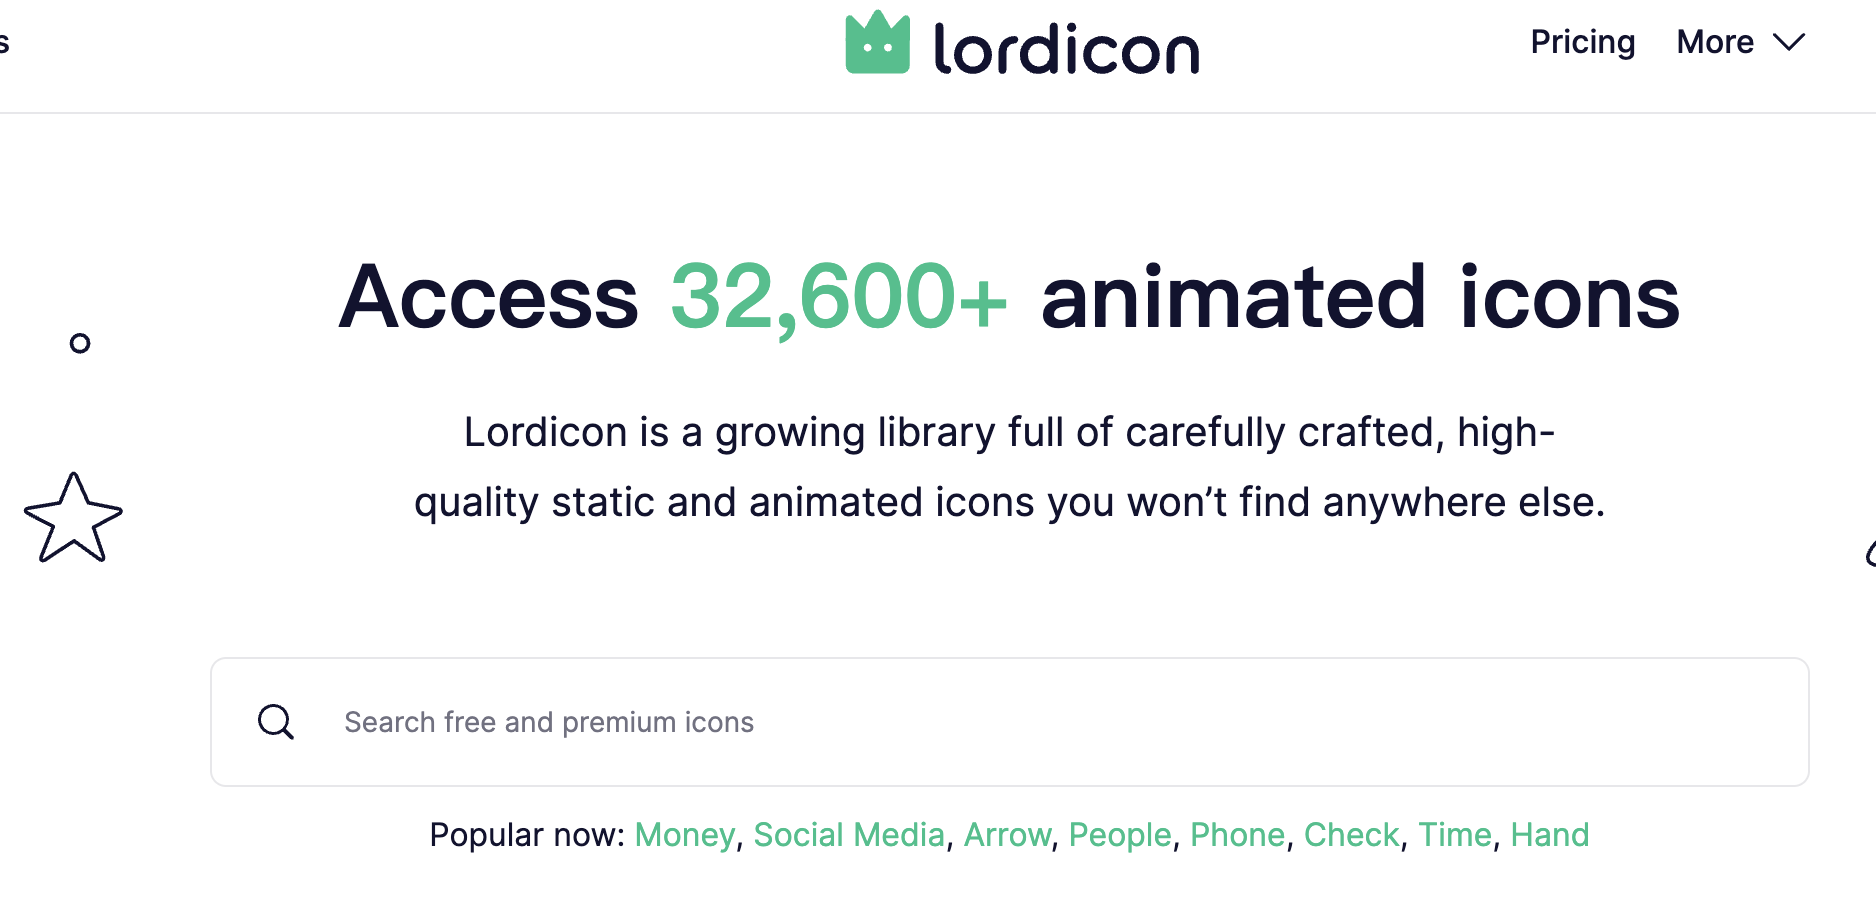 s
lordicon
Pricing
More
Access 32,600+ animated icons
Lordicon is a growing library full of carefully crafted, high-
quality static and animated icons you won’t find anywhere else.
Search free and premium icons
Popular now: Money, Social Media, Arrow, People, Phone, Check, Time, Hand